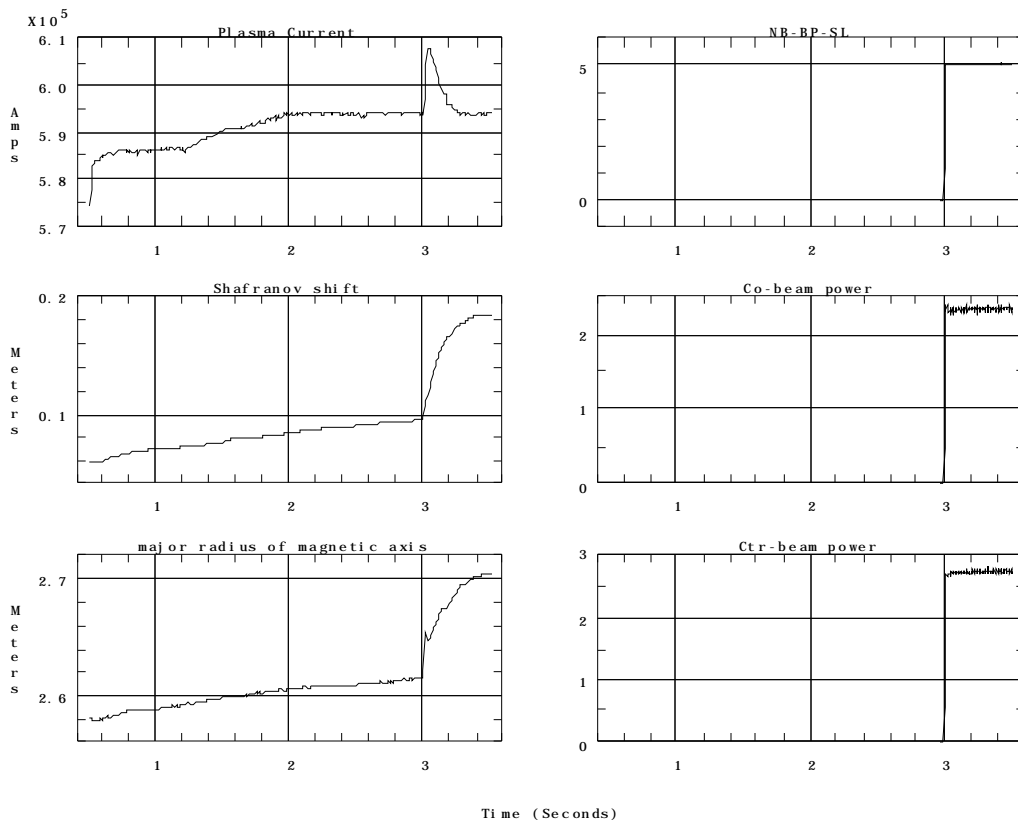 X10⁵
Plasma Current
6.1
6.0
5.9
5.8
5.7
Amps
1 2 3
NB-BP-SL
5
0
1 2 3
Shafranov shift
0.2
0.1
Meters
1 2 3
Co-beam power
2
1
0
1 2 3
major radius of magnetic axis
2.7
2.6
Meters
1 2 3
Ctr-beam power
3
2
1
0
1 2 3
Time (Seconds)